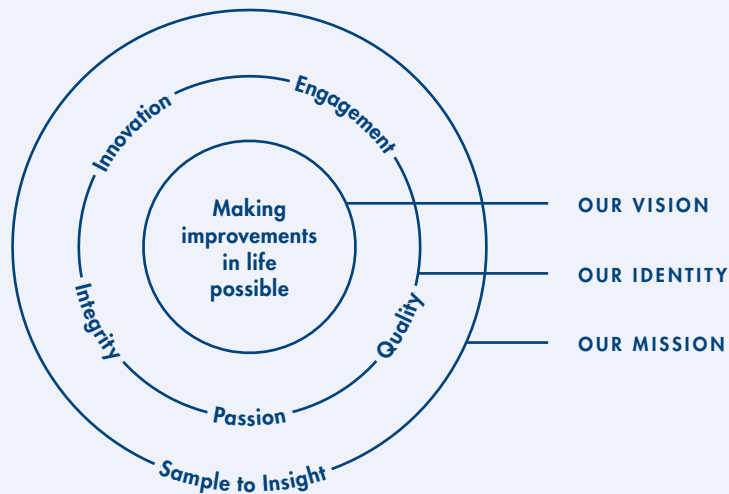 Innovation
Engagement
Making
improvements
in life
possible
OUR VISION
OUR IDENTITY
OUR MISSION
Integrity
Quality
Passion
Sample to Insight